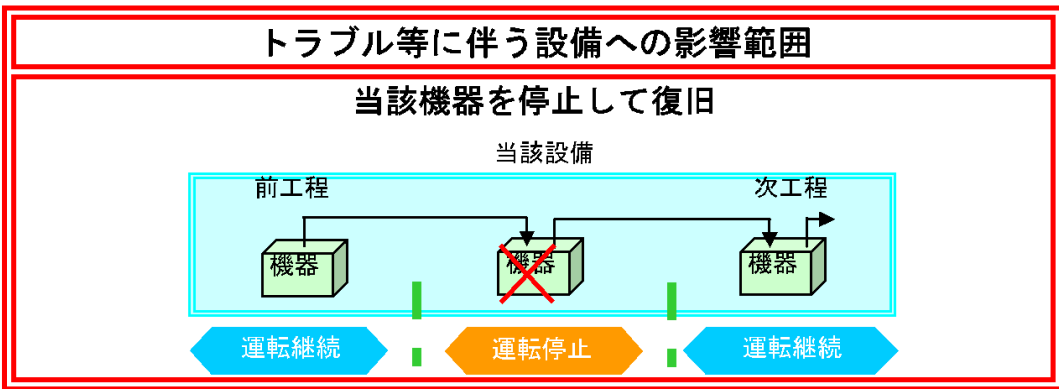 トラブル等に伴う設備への影響範囲
当該機器を停止して復旧
当該設備
前工程
次工程
機器
機器
機器
運転継続
運転停止
運転継続